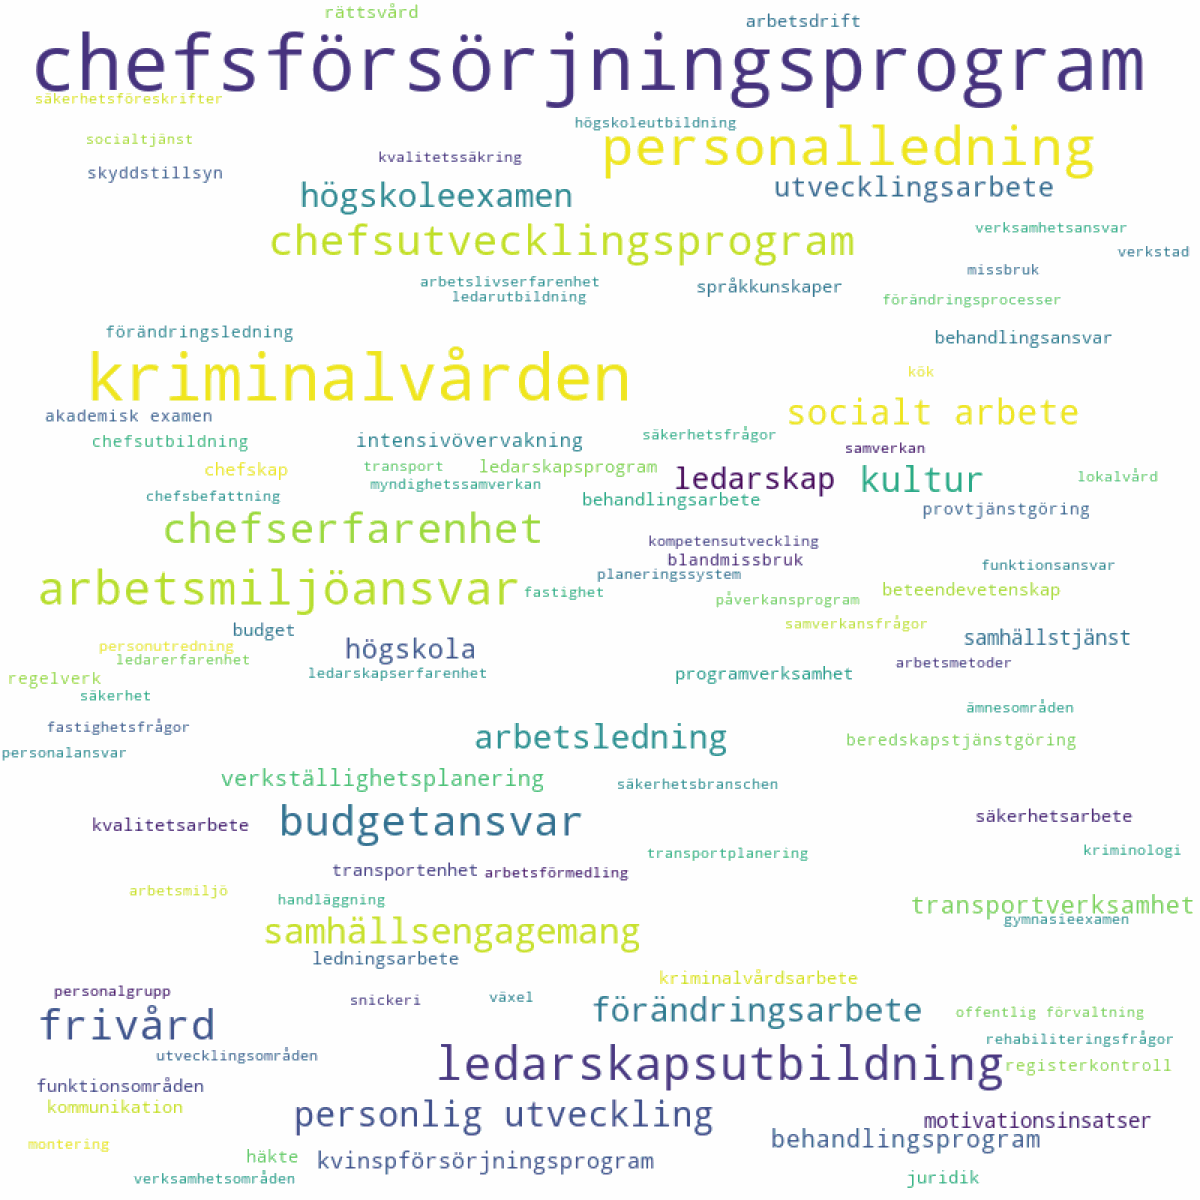 rättsvård
arbetsdrift
chefsförsörjningsprogram
säkerhetsföreskrifter
högskoleutbildning
socialtjänst
personalledning
kvalitetssäkring
skyddstillsyn
utvecklingsarbete
högskoleexamen
verksamhetsansvar
chefsutvecklingsprogram
verkstad
missbruk
arbetslivserfarenhet
språkkunskaper
ledarutbildning
förändringsprocesser
förändringsledning
behandlingsansvar
kök
kriminalvården
akademisk examen
socialt arbete
säkerhetsfrågor
chefsutbildning
intensivövervakning
samverkan
chefskap
transport
ledarskapsprogram
ledarskap
kultur
lokalvård
myndighetssamverkan
chefsbefattning
behandlingsarbete
provtjänstgöring
chefserfarenhet
kompetensutveckling
blandmissbruk
funktionsansvar
planeringssystem
arbetsmiljöansvar
fastighet
beteendevetenskap
påverkansprogram
samverkansfrågor
budget
samhällstjänst
personutredning
högskola
ledarerfarenhet
arbetsmetoder
regelverk
ledarskapserfarenhet
programverksamhet
säkerhet
ämnesområden
fastighetsfrågor
arbetsledning
beredskapstjänstgöring
personalansvar
verkställighetsplanering
säkerhetsbranschen
kvalitetsarbete
budgetansvar
säkerhetsarbete
transportplanering
kriminologi
transportenhet
arbetsförmedling
arbetsmiljö
handläggning
transportverksamhet
gymnasieexamen
samhällsengagemang
ledningsarbete
kriminalvårdsarbete
personalgrupp
snickeri
växel
förändringsarbete
offentlig förvaltning
frivård
rehabiliteringsfrågor
utvecklingsområden
ledarskapsutbildning
registerkontroll
funktionsområden
kommunikation
personlig utveckling
motivationsinsatser
behandlingsprogram
montering
häkte
kvinspförsörjningsprogram
verksamhetsområden
juridik